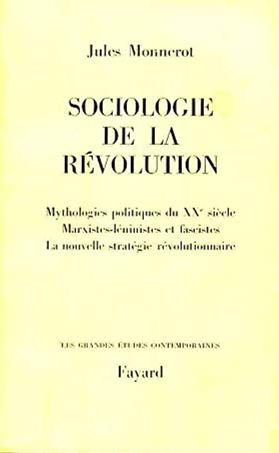 Jules Monnerot
SOCIOLOGIE
DE LA
RÉVOLUTION
Mythologies politiques du XXᵉ siècle
Marxistes-léninistes et fascistes
La nouvelle stratégie révolutionnaire
LES GRANDES ÉTUDES CONTEMPORAINES
Fayard